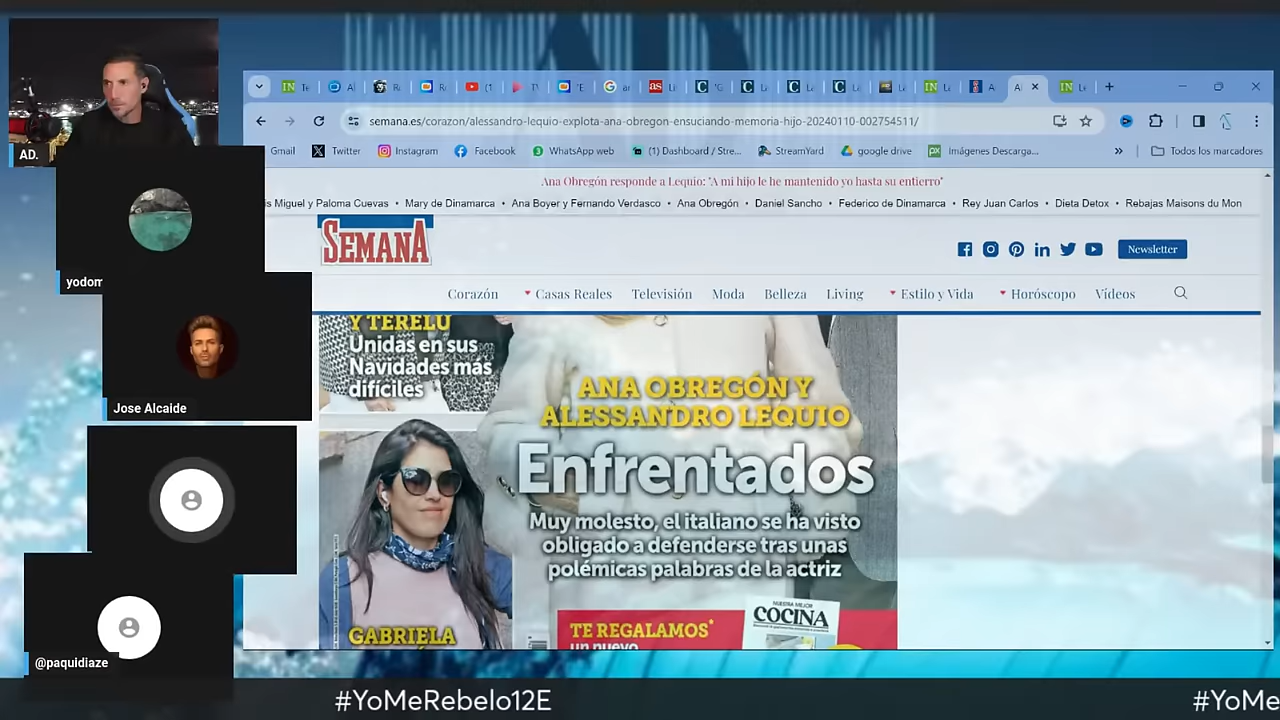 AD.
yodom
Jose Alcaide
@paquidiaze
semana.es/corazon/alessandro-lequio-explota-ana-obregon-ensuciando-memoria-hijo-20240110-002754511/
Gmail
Twitter
Instagram
Facebook
WhatsApp web
(1) Dashboard / Stre...
StreamYard
google drive
Imágenes Descarga...
»
Todos los marcadores
Ana Obregón responde a Lequio: "A mi hijo le he mantenido yo hasta su entierro"
is Miguel y Paloma Cuevas • Mary de Dinamarca • Ana Boyer y Fernando Verdasco • Ana Obregón • Daniel Sancho • Federico de Dinamarca • Rey Juan Carlos • Dieta Detox • Rebajas Maisons du Mon
SEMANA
Newsletter
Corazón
Casas Reales
Televisión
Moda
Belleza
Living
Estilo y Vida
Horóscopo
Vídeos
Y TERELU
Unidas en sus
Navidades más
difíciles
ANA OBREGÓN Y
ALESSANDRO LEQUIO
Enfrentados
Muy molesto, el italiano se ha visto
obligado a defenderse tras unas
polémicas palabras de la actriz
GABRIELA
TE REGALAMOS*
un nuevo
NUESTRA MEJOR
COCINA
#YoMeRebelo12E
#YoMe